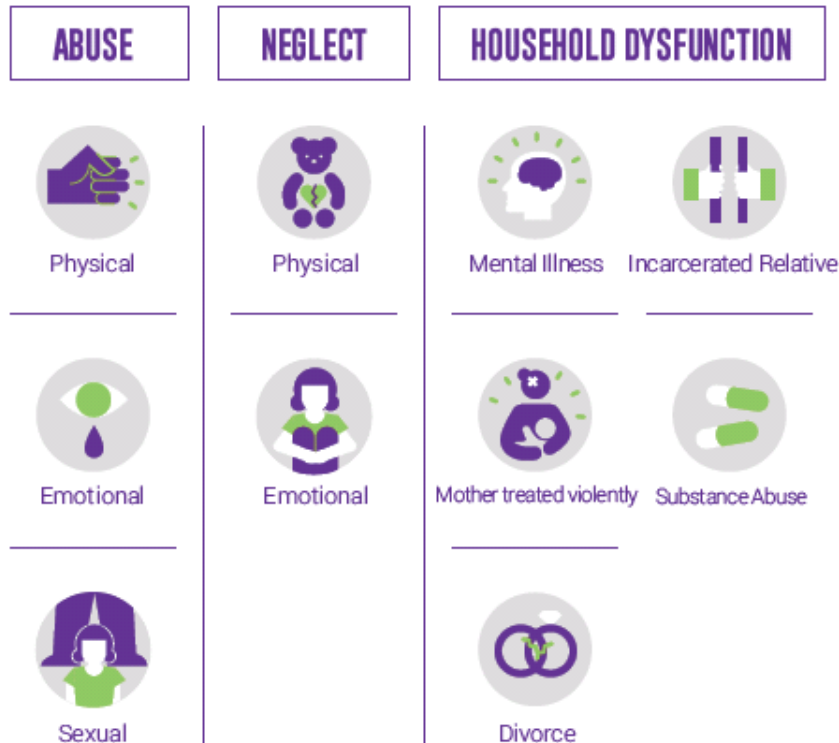 ABUSE
NEGLECT
HOUSEHOLD DYSFUNCTION
Physical
Physical
Mental Illness
Incarcerated Relative
Emotional
Emotional
Mother treated violently
Substance Abuse
Sexual
Divorce